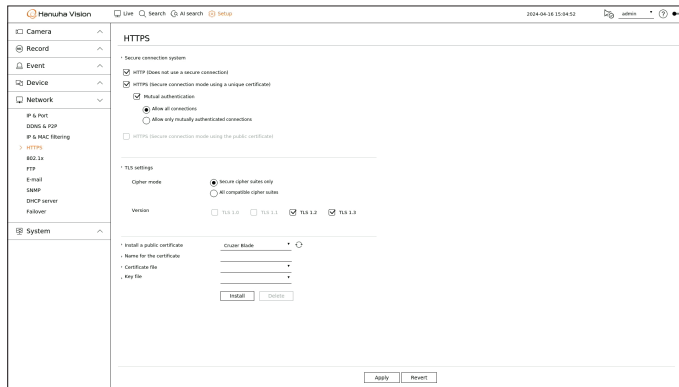 Hanwha Vision
Live Search AI search Setup
2024-04-16 15:04:52
admin
Camera
Record
Event
Device
Network
IP & Port
DDNS & P2P
IP & MAC filtering
HTTPS
802.1x
FTP
E-mail
SNMP
DHCP server
Failover
System
HTTPS
Secure connection system
HTTP (Does not use a secure connection)
HTTPS (Secure connection mode using a unique certificate)
Mutual authentication
Allow all connections
Allow only mutually authenticated connections
HTTPS (Secure connection mode using the public certificate)
TLS settings
Cipher mode
Secure cipher suites only
All compatible cipher suites
Version
TLS 1.0 TLS 1.1 TLS 1.2 TLS 1.3
Install a public certificate
Cruzer Blade
Name for the certificate
Certificate file
Key file
Install Delete
Apply Revert